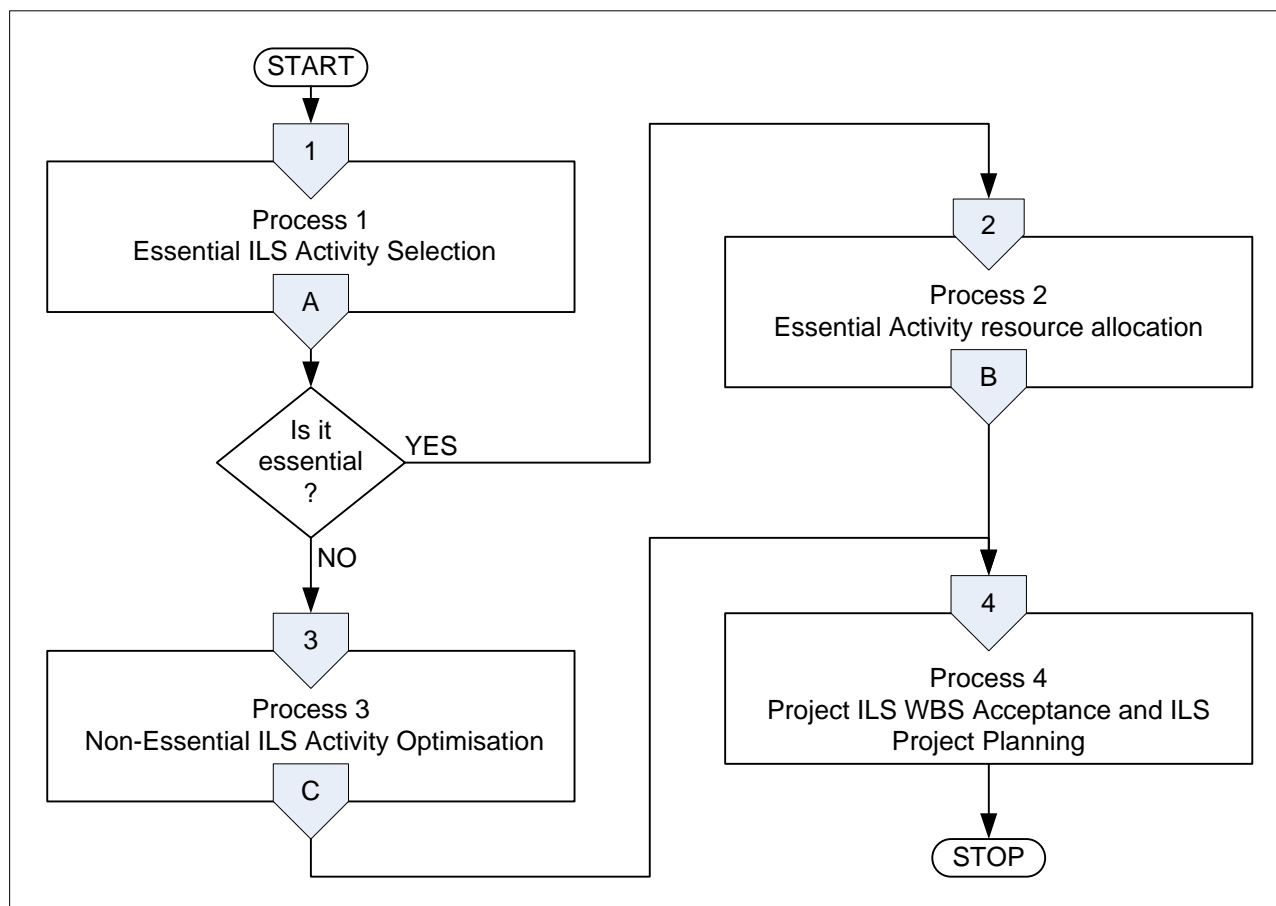 START
1
Process 1
Essential ILS Activity Selection
A
Is it
essential
?
YES
NO
3
Process 3
Non-Essential ILS Activity Optimisation
C
2
Process 2
Essential Activity resource allocation
B
4
Process 4
Project ILS WBS Acceptance and ILS
Project Planning
STOP